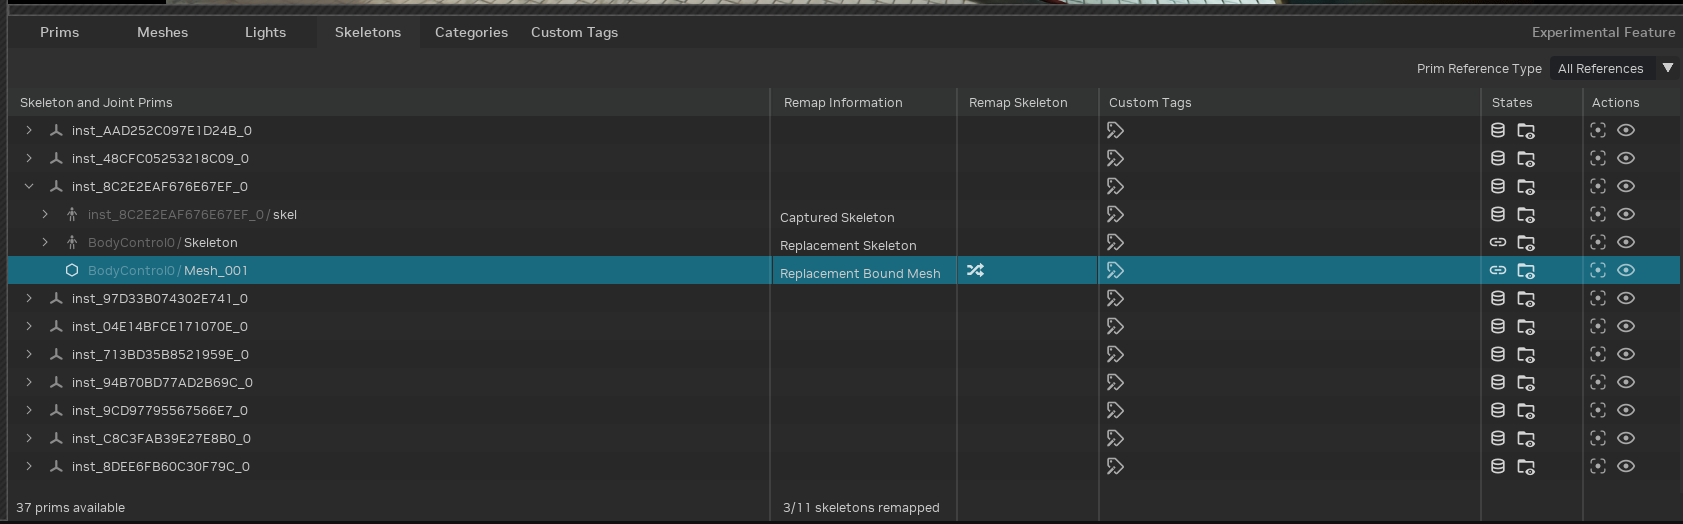 Prims Meshes Lights Skeletons Categories Custom Tags Experimental Feature
Prim Reference Type All References
Skeleton and Joint Prims Remap Information Remap Skeleton Custom Tags States Actions
inst_AAD252C097E1D24B_0
inst_48CFC05253218C09_0
inst_8C2E2EAF676E67EF_0
inst_8C2E2EAF676E67EF_0/skel Captured Skeleton
BodyControl0/Skeleton Replacement Skeleton
BodyControl0/Mesh_001 Replacement Bound Mesh
inst_97D33B074302E741_0
inst_04E14BFCE171070E_0
inst_713BD35B8521959E_0
inst_94B70BD77AD2B69C_0
inst_9CD97795567566E7_0
inst_C8C3FAB39E27E8B0_0
inst_8DEE6FB60C30F79C_0
37 prims available 3/11 skeletons remapped